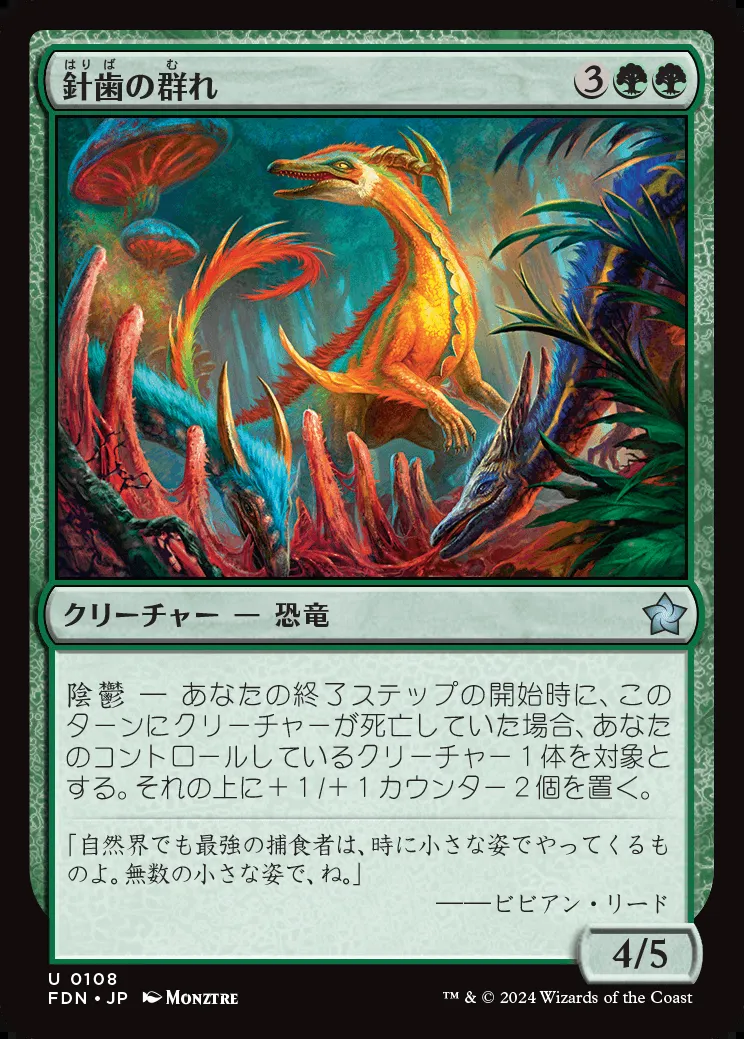 はりば む
針歯の群れ 3
クリーチャー ― 恐竜
陰鬱 ― あなたの終了ステップの開始時に、この
ターンにクリーチャーが死亡していた場合、あなた
のコントロールしているクリーチャー1体を対象と
する。それの上に+1/+1カウンター2個を置く。
「自然界でも最強の捕食者は、時に小さな姿でやってくるも
のよ。無数の小さな姿で、ね。」
――ビビアン・リード
4/5
U 0108
FDN • JP MONZTRE
™ & © 2024 Wizards of the Coast